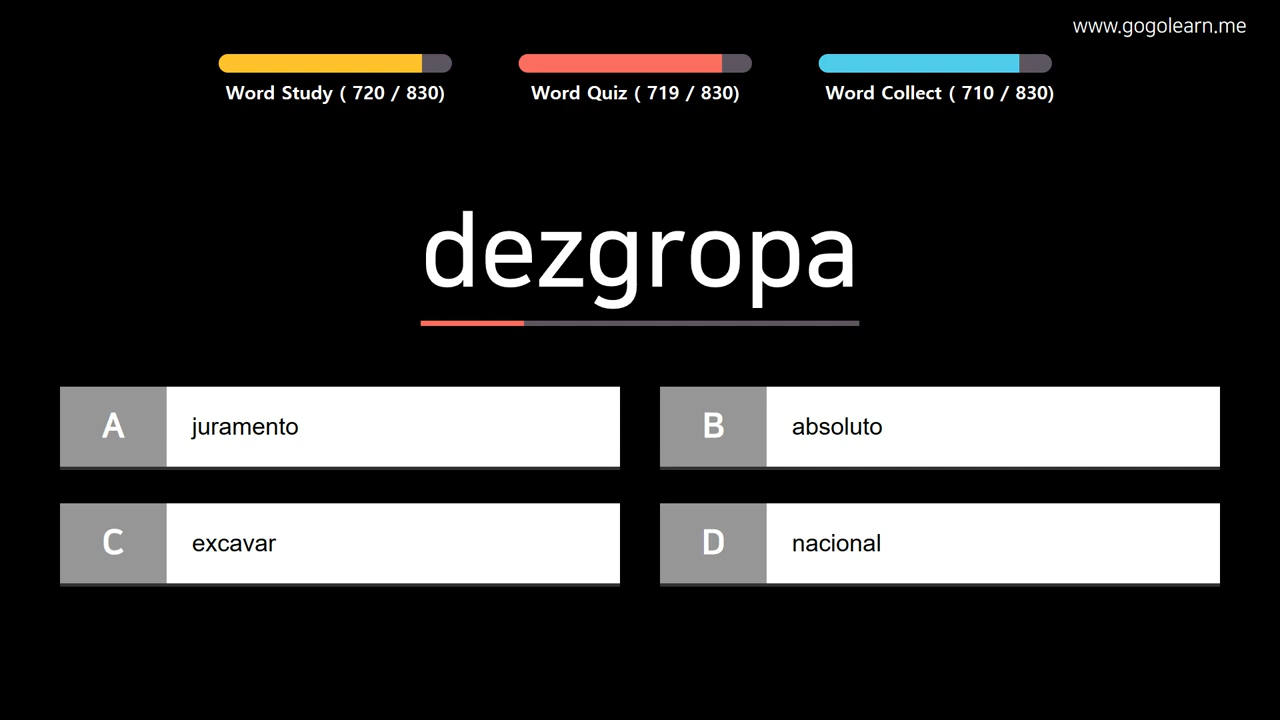 www.gogolearn.me
Word Study ( 720 / 830)
Word Quiz ( 719 / 830)
Word Collect ( 710 / 830)
dezgropa
A juramento
B absoluto
C excavar
D nacional